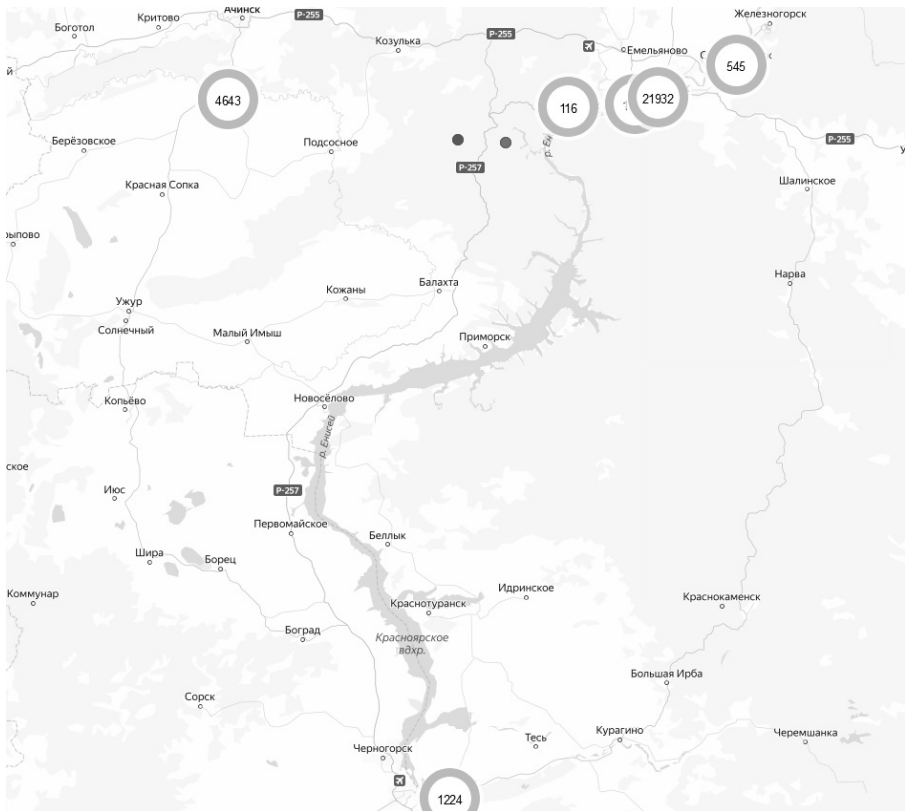 Ачинск
Железногорск
Критово
Р-255
Боготол
Козулька
Р-255
Емельяново
545
4643
21932
116
Берёзовское
Подсосное
р. Ен
Р-255
Р-257
Красная Сопка
Шалинское
рыпово
Нарва
Балахта
Кожаны
Ужур
Солнечный
Малый Имыш
Приморск
Новосёлово
Копьёво
р. Енисей
ское
Июс
Р-257
Первомайское
Беллык
Шира
Борец
Идринское
Коммунар
Краснотуранск
Краснокаменск
Боград
Красноярское
вдхр.
Большая Ирба
Сорск
Курагино
Черемшанка
Тесь
Черногорск
1224